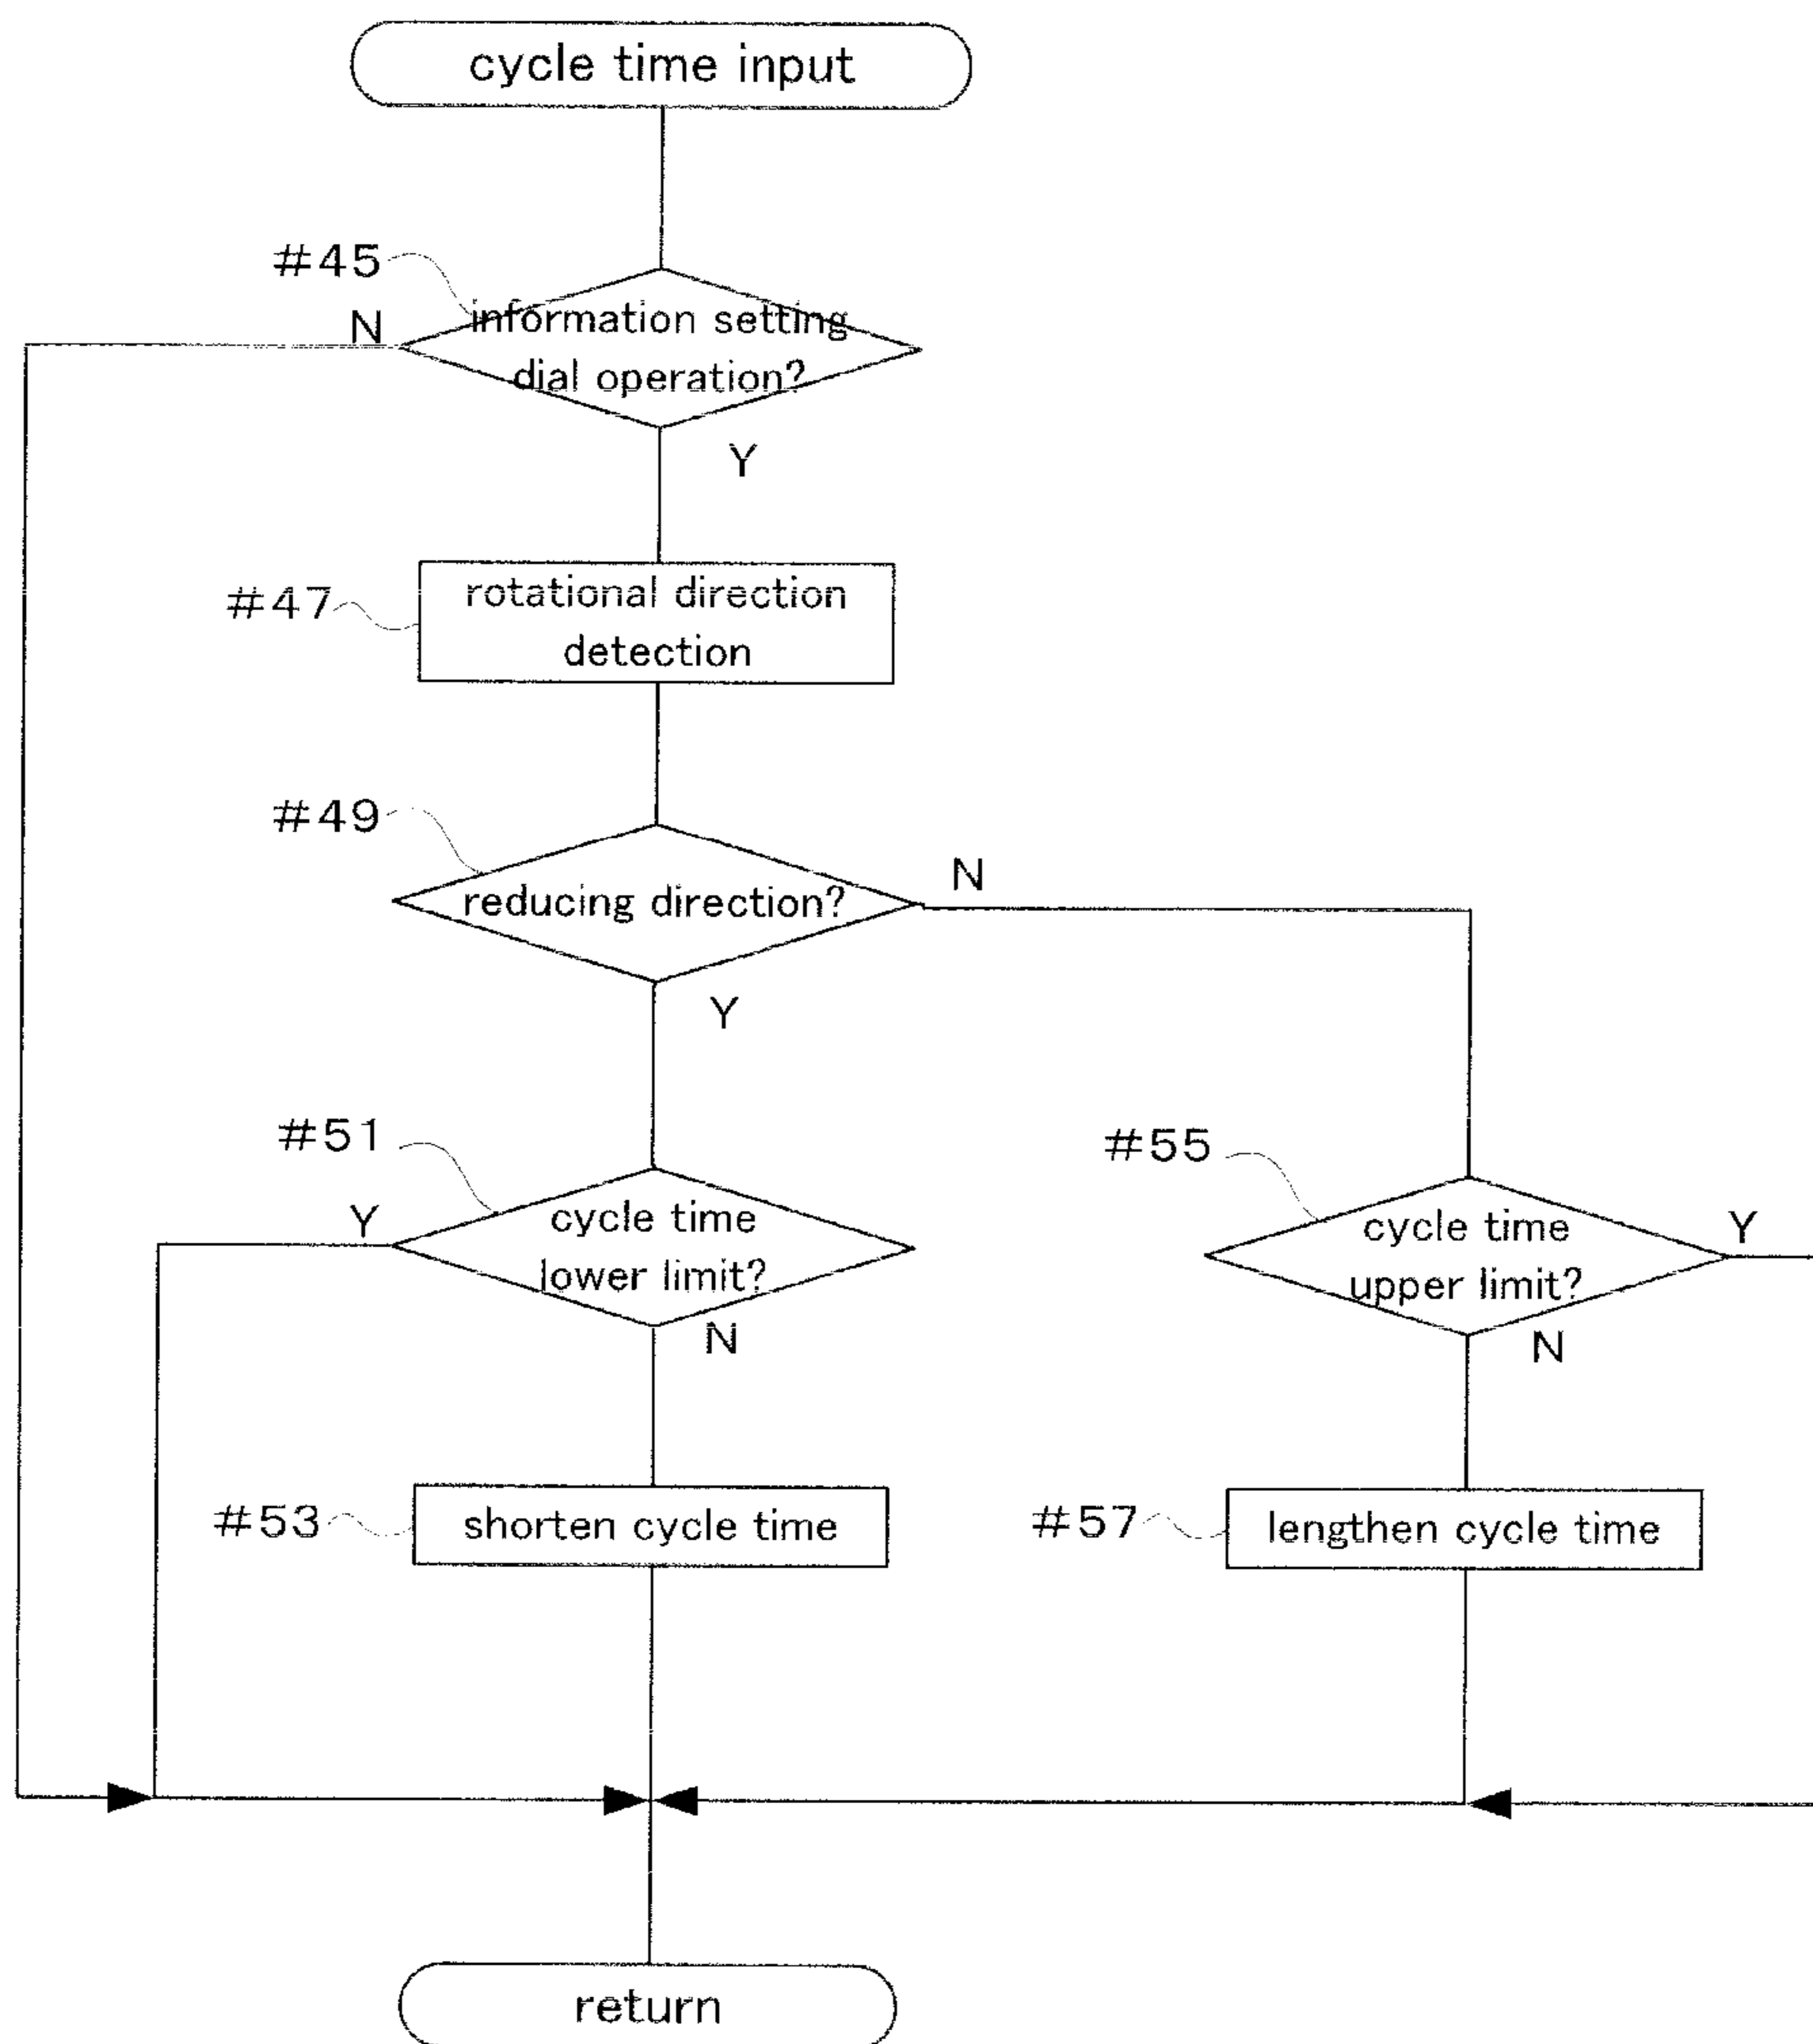 cycle time input
#45
N
information setting
dial operation?
Y
#47
rotational direction
detection
#49
reducing direction?
N
Y
#51
Y
cycle time
lower limit?
N
#55
cycle time
upper limit?
Y
N
#53
shorten cycle time
#57
lengthen cycle time
return